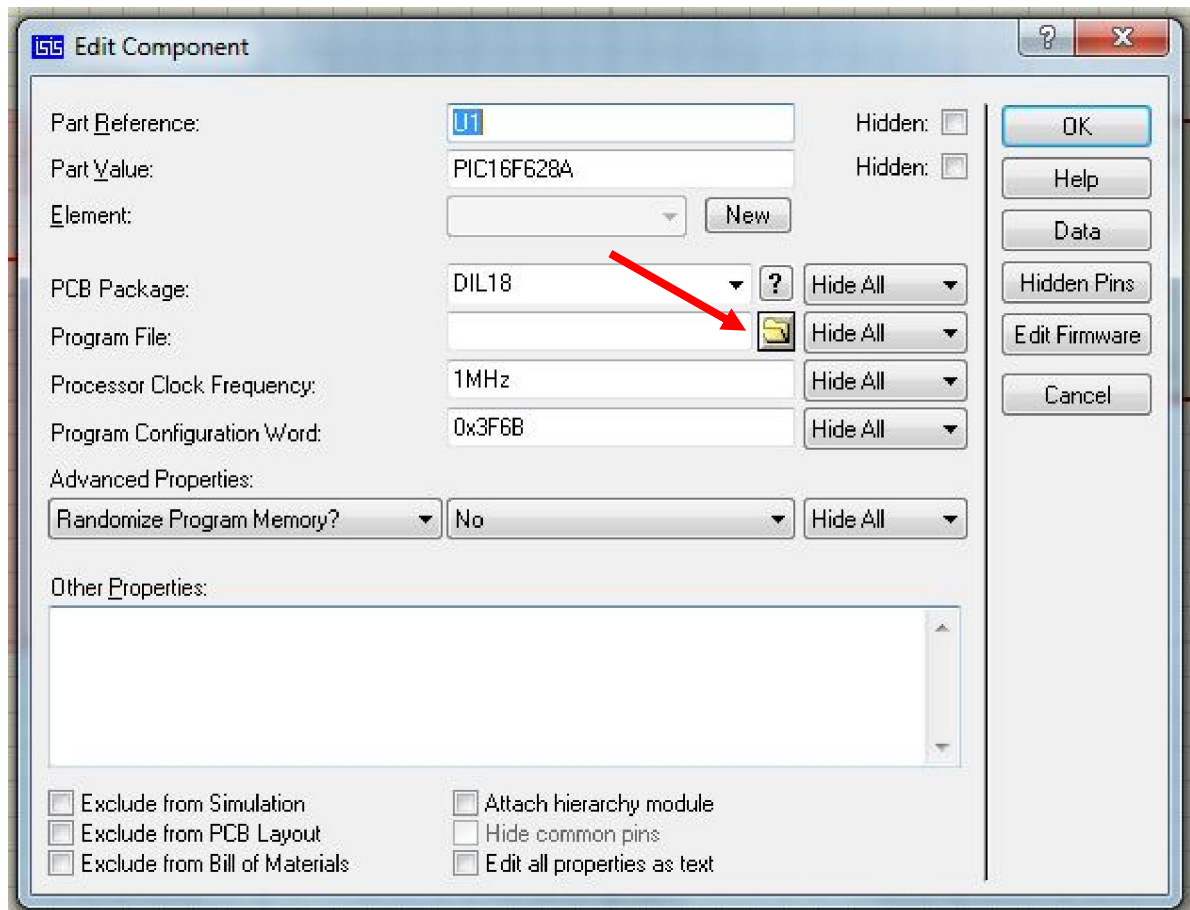 isis Edit Component ? X
Part Reference: U1 Hidden:
Part Value: PIC16F628A Hidden:
Element: New
PCB Package: DIL18 ? Hide All
Program File: Hide All
Processor Clock Frequency: 1MHz Hide All
Program Configuration Word: 0x3F6B Hide All
Advanced Properties:
Randomize Program Memory? No Hide All
Other Properties:
Exclude from Simulation Attach hierarchy module
Exclude from PCB Layout Hide common pins
Exclude from Bill of Materials Edit all properties as text
OK
Help
Data
Hidden Pins
Edit Firmware
Cancel